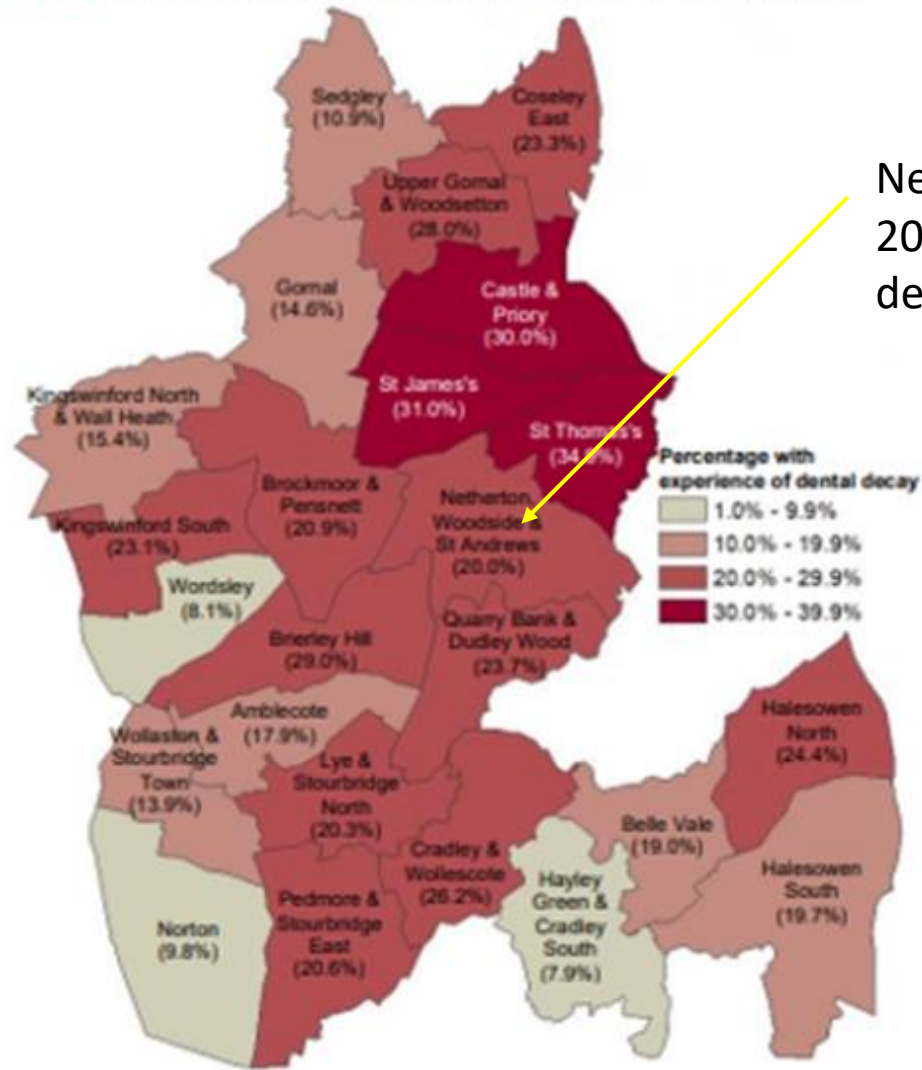 Sedgley
(10.9%)
Coseley
East
(23.3%)
Upper Gornal
& Woodsetton
(28.0%)
Ne
20
de
Gornal
(14.6%)
Castle &
Priory
(30.0%)
St James's
(31.0%)
St Thomas's
Kingswinford North
& Wall Heath
(15.4%)
Percentage with
experience of dental decay
1.0% - 9.9%
10.0% - 19.9%
20.0% - 29.9%
30.0% - 39.9%
Brockmoor &
Pensnett
(20.9%)
Netherton,
Woodside &
St Andrews
(20.0%)
Kingswinford South
(23.1%)
Wordsley
(8.1%)
Brierley Hill
(29.0%)
Quarry Bank &
Dudley Wood
(23.7%)
Amblecote
(17.9%)
Wollaston &
Stourbridge
Town
(13.9%)
Lye &
Stourbridge
North
(20.3%)
Halesowen
North
(24.4%)
Belle Vale
(19.0%)
Cradley &
Wollescote
(26.2%)
Hayley
Green &
Cradley
South
(7.9%)
Halesowen
South
(19.7%)
Norton
(9.8%)
Pedmore &
Stourbridge
East
(20.6%)